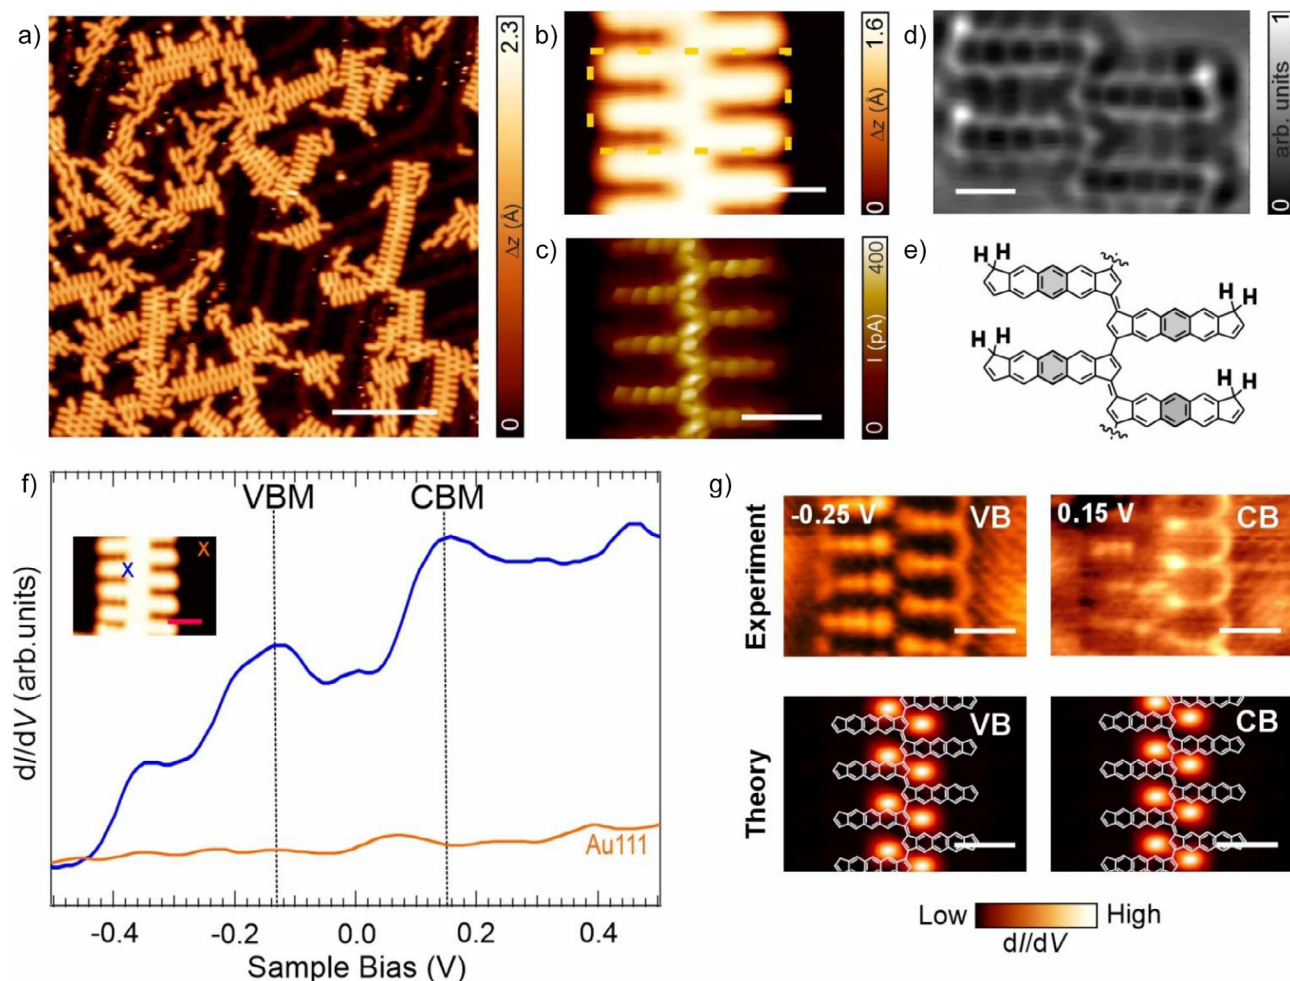 a)
2.3
Δz (Å)
0
b)
1.6
Δz (Å)
0
c)
400
I (pA)
0
d)
1
arb. units
0
e)
H H
H
H
H H
H
H
f)
VBM
CBM
x
x
dI/dV (arb.units)
Au111
-0.4
-0.2
0.0
0.2
0.4
Sample Bias (V)
g)
Experiment
-0.25 V
VB
0.15 V
CB
Theory
VB
CB
Low
High
dI/dV